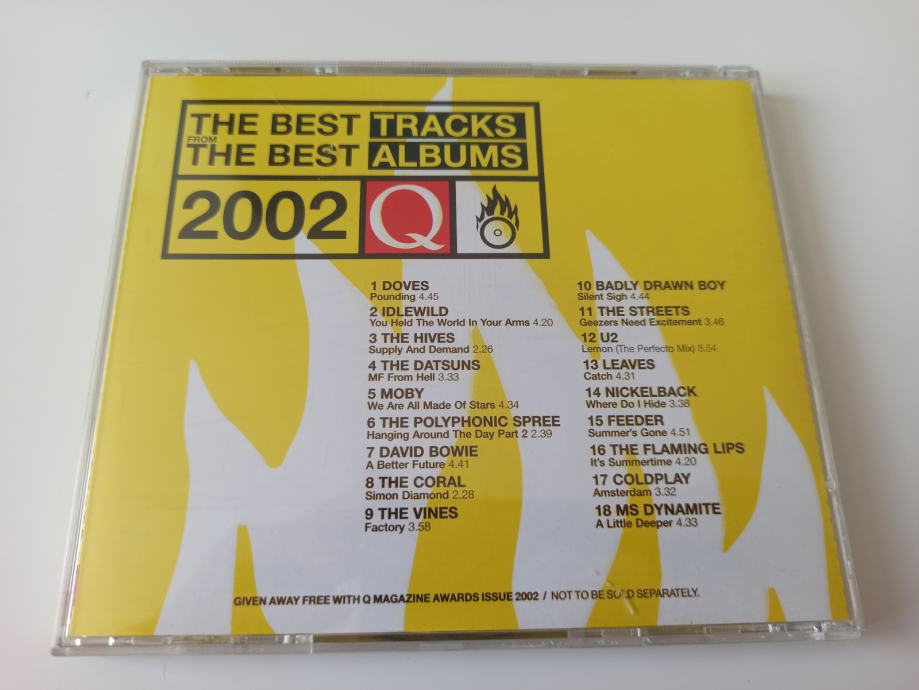 THE BEST TRACKS
FROM
THE BEST ALBUMS
2002 Q
1 DOVES
Pounding 4.45
2 IDLEWILD
You Held The World In Your Arms 4.20
3 THE HIVES
Supply And Demand 2.26
4 THE DATSUNS
MF From Hell 3.33
5 MOBY
We Are All Made Of Stars 4.34
6 THE POLYPHONIC SPREE
Hanging Around The Day Part 2 2.39
7 DAVID BOWIE
A Better Future 4.41
8 THE CORAL
Simon Diamond 2.28
9 THE VINES
Factory 3.58
10 BADLY DRAWN BOY
Silent Sigh 4.44
11 THE STREETS
Geezers Need Excitement 3.46
12 U2
Lemon (The Perfecto Mix) 8.54
13 LEAVES
Catch 4.31
14 NICKELBACK
Where Do I Hide 3.38
15 FEEDER
Summer's Gone 4.51
16 THE FLAMING LIPS
It's Summertime 4.20
17 COLDPLAY
Amsterdam 3.32
18 MS DYNAMITE
A Little Deeper 4.33
GIVEN AWAY FREE WITH Q MAGAZINE AWARDS ISSUE 2002 / NOT TO BE SOLD SEPARATELY.